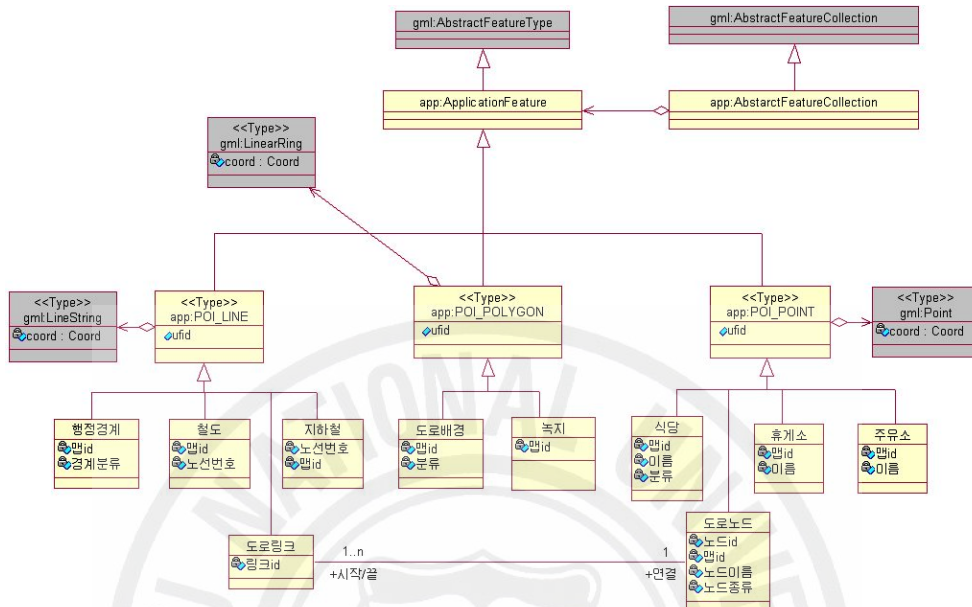 gml:AbstractFeatureType
gml:AbstractFeatureCollection
app:ApplicationFeature
app:AbstarctFeatureCollection
<<Type>>
gml:LinearRing
coord : Coord
<<Type>>
gml:LineString
coord : Coord
<<Type>>
app:POI_LINE
ufid
<<Type>>
app:POI_POLYGON
ufid
<<Type>>
app:POI_POINT
ufid
<<Type>>
gml:Point
coord : Coord
행정경계
맵id
경계분류
철도
맵id
노선번호
지하철
노선번호
맵id
도로배경
맵id
분류
녹지
맵id
식당
맵id
이름
분류
휴게소
맵id
이름
주유소
맵id
이름
도로링크
링크id
1..n
+시작/끝
1
+연결
도로노드
노드id
맵id
노드이름
노드종류
NATIONAL